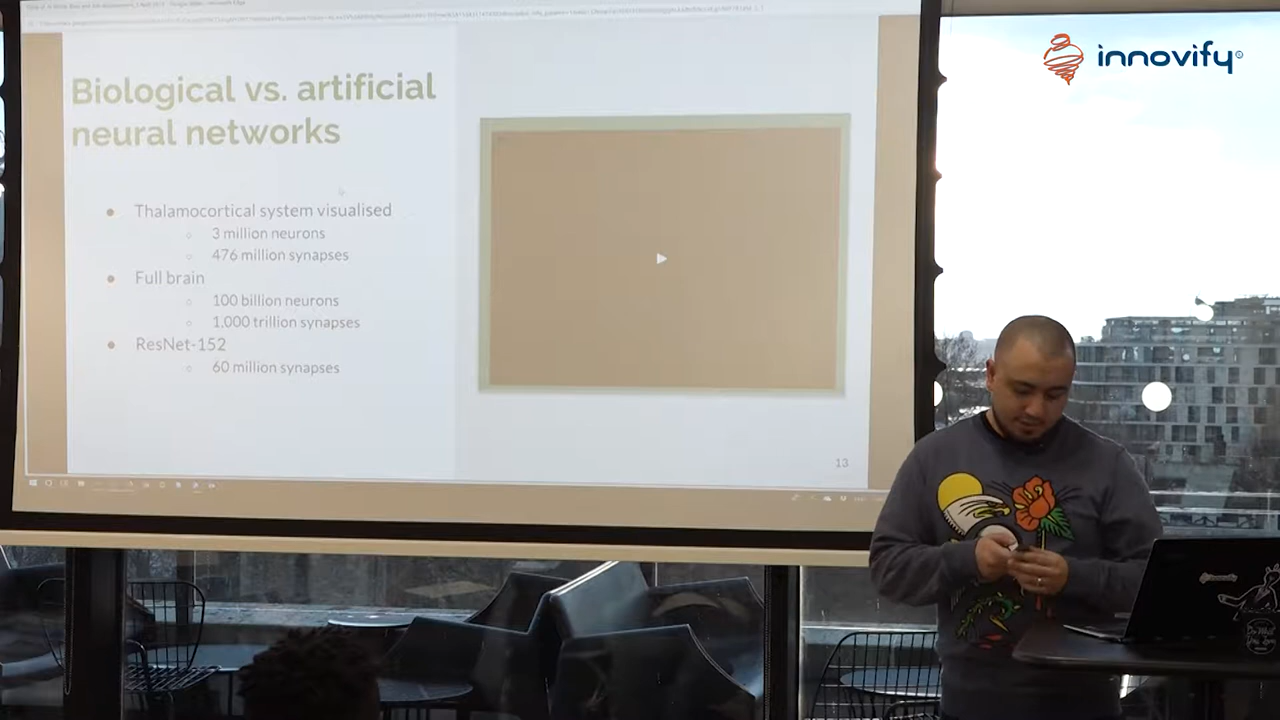 innovify
Biological vs. artificial
neural networks
Thalamocortical system visualised
3 million neurons
476 million synapses
Full brain
100 billion neurons
1,000 trillion synapses
ResNet-152
60 million synapses
13